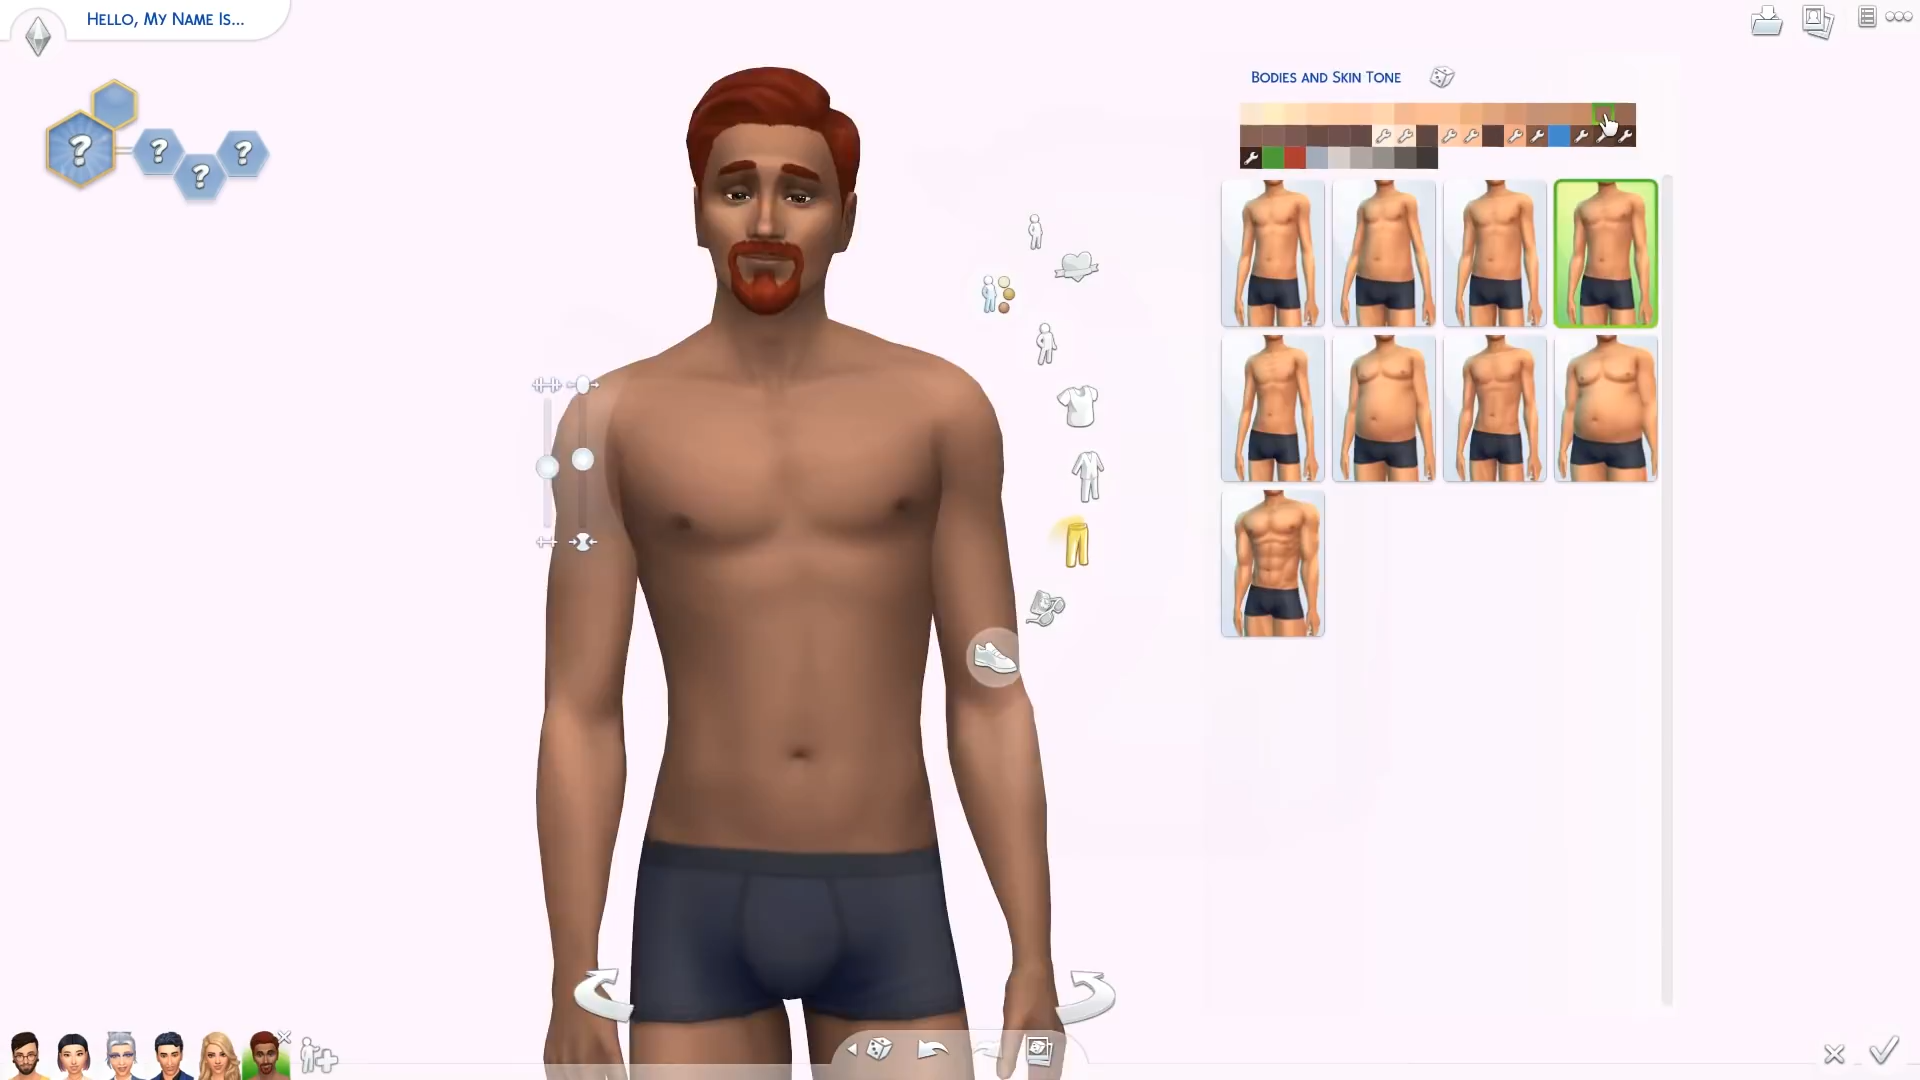 Hello, My Name Is...
Bodies and Skin Tone
?
? ? ?